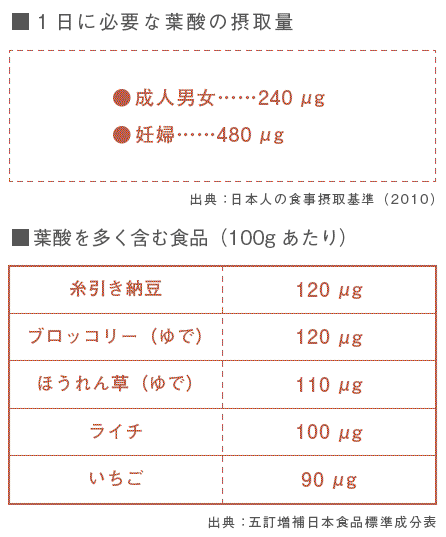 ■１日に必要な葉酸の摂取量
●成人男女……240 μg
●妊婦……480 μg
出典：日本人の食事摂取基準（2010）
■葉酸を多く含む食品（100gあたり）
糸引き納豆 120 μg
ブロッコリー（ゆで） 120 μg
ほうれん草（ゆで） 110 μg
ライチ 100 μg
いちご 90 μg
出典：五訂増補日本食品標準成分表